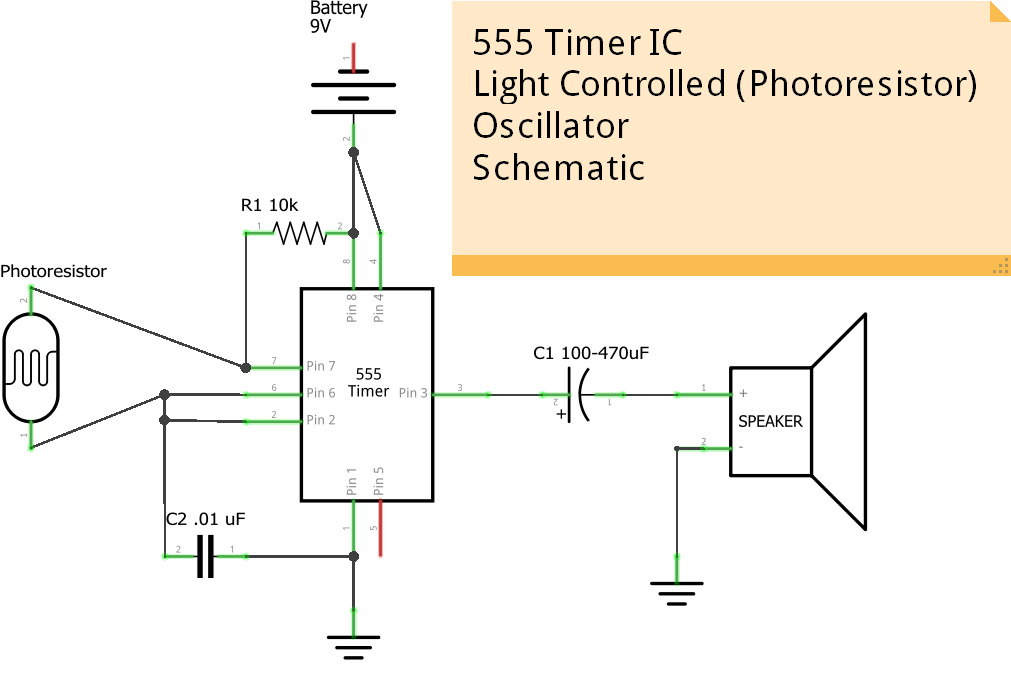 Battery
9V
555 Timer IC
Light Controlled (Photoresistor)
Oscillator
Schematic
1
2
R1 10k
1
2
8
4
Photoresistor
2
Pin 8
Pin 4
7
Pin 7
555
Timer
6
Pin 6
Pin 3
3
2
Pin 2
1
C1 100-470uF
2
1
+
1
+
SPEAKER
2
-
Pin 1
Pin 5
1
5
C2 .01 uF
2
1